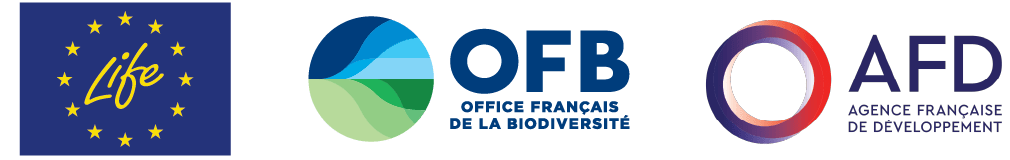 Life
OFB
OFFICE FRANÇAIS
DE LA BIODIVERSITÉ
AFD
AGENCE FRANÇAISE
DE DÉVELOPPEMENT